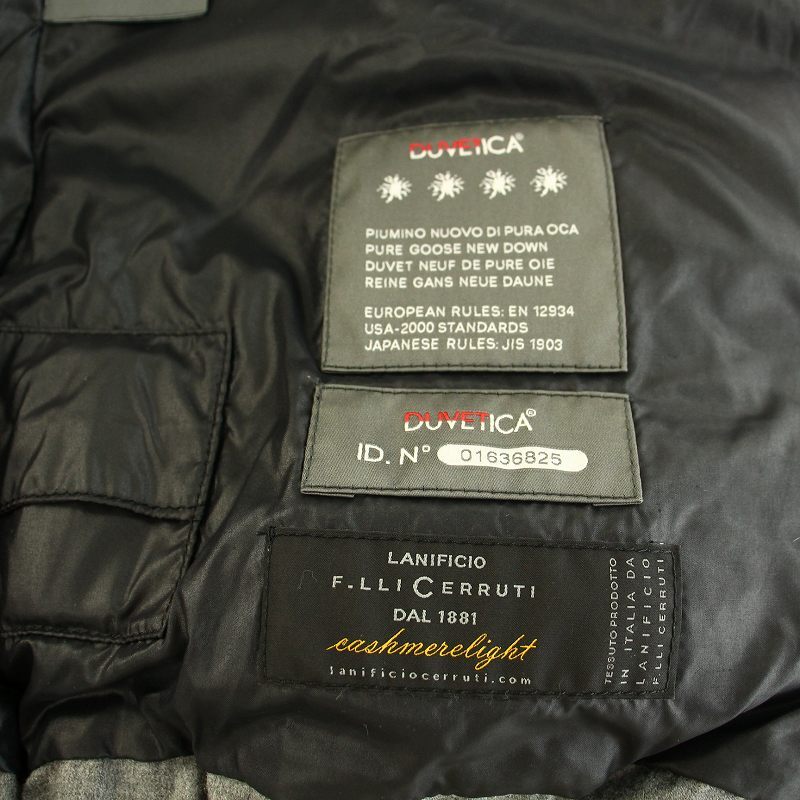 DUVETICA®
PIUMINO NUOVO DI PURA OCA
PURE GOOSE NEW DOWN
DUVET NEUF DE PURE OIE
REINE GANS NEUE DAUNE
EUROPEAN RULES: EN 12934
USA-2000 STANDARDS
JAPANESE RULES: JIS 1903
DUVETICA®
ID. N° 01636825
LANIFICIO
F.LLI CERRUTI
DAL 1881
cashmerelight
lanificiocerruti.com
TESSUTO PRODOTTO
IN ITALIA DA
LANIFICIO
F.LLI CERRUTI